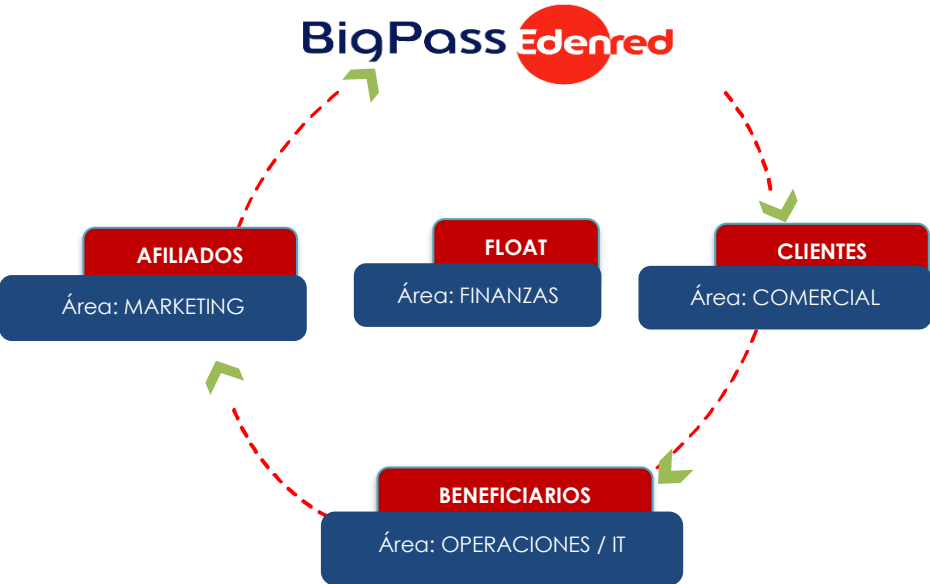 BigPass Edenred
AFILIADOS
Área: MARKETING
FLOAT
Área: FINANZAS
CLIENTES
Área: COMERCIAL
BENEFICIARIOS
Área: OPERACIONES / IT